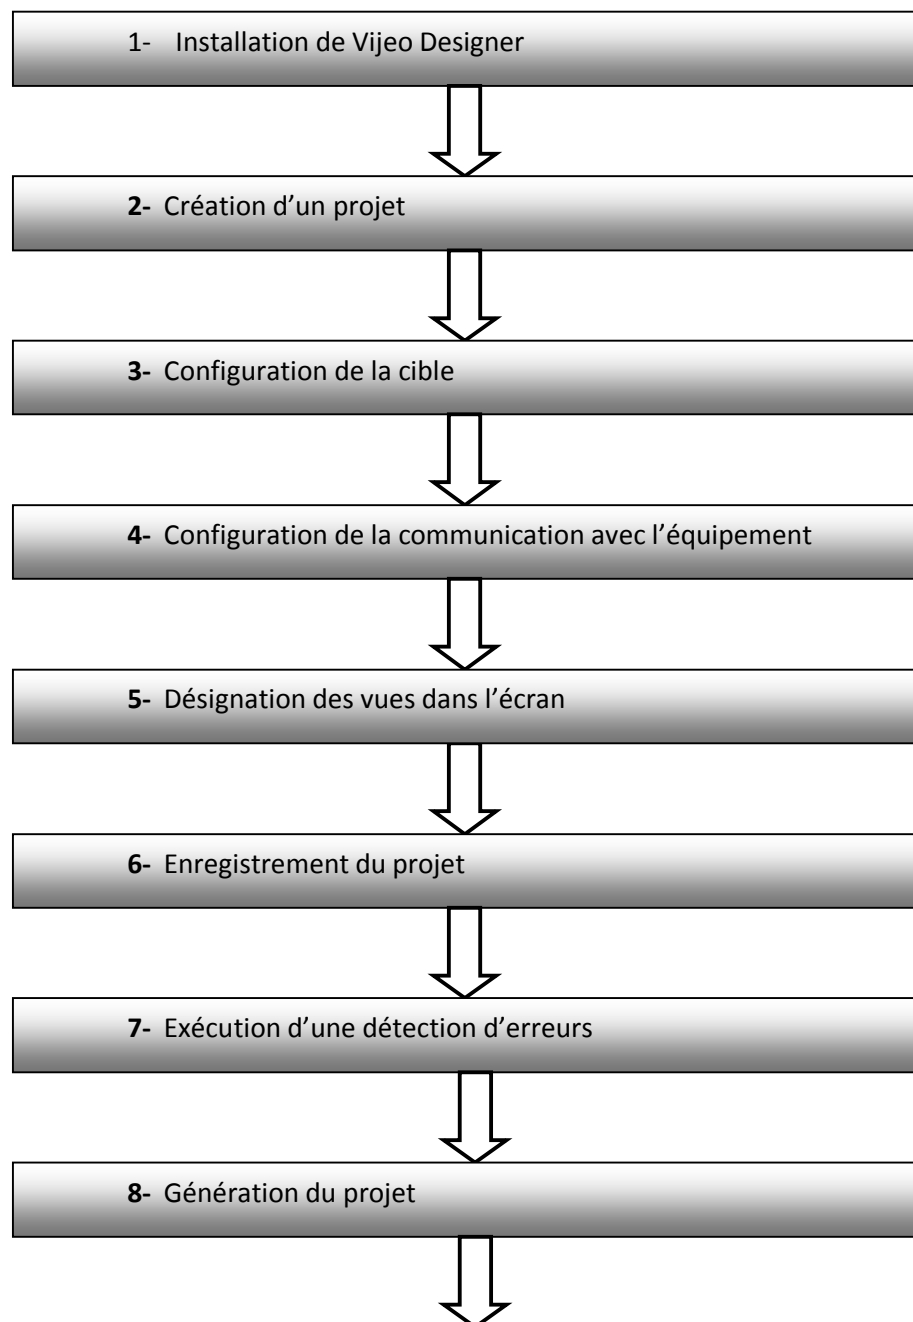 1- Installation de Vijeo Designer
2- Création d’un projet
3- Configuration de la cible
4- Configuration de la communication avec l’équipement
5- Désignation des vues dans l’écran
6- Enregistrement du projet
7- Exécution d’une détection d’erreurs
8- Génération du projet